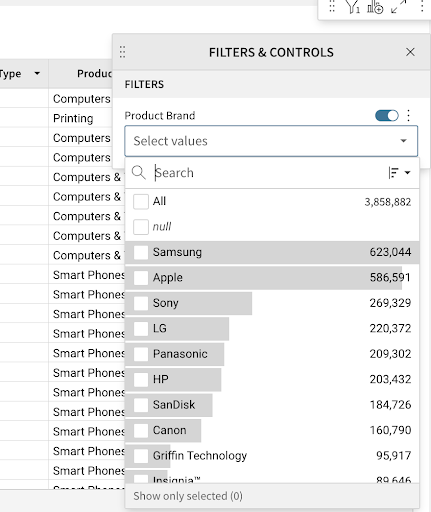 1
Type
Produc
FILTERS & CONTROLS
FILTERS
Computers
Printing
Computers
Computers
Computers &
Computers &
Computers &
Computers &
Computers &
Smart Phones
Smart Phones
Smart Phones
Smart Phones
Smart Phones
Smart Phones
Smart Phones
Smart Phones
Smart Phones
Smart Phones
Smart Phones
Product Brand
Select values
Search
All 3,858,882
null
Samsung 623,044
Apple 586,591
Sony 269,329
LG 220,372
Panasonic 209,302
HP 203,432
SanDisk 184,726
Canon 160,790
Griffin Technology 95,917
Insignia™ 89,646
Show only selected (0)